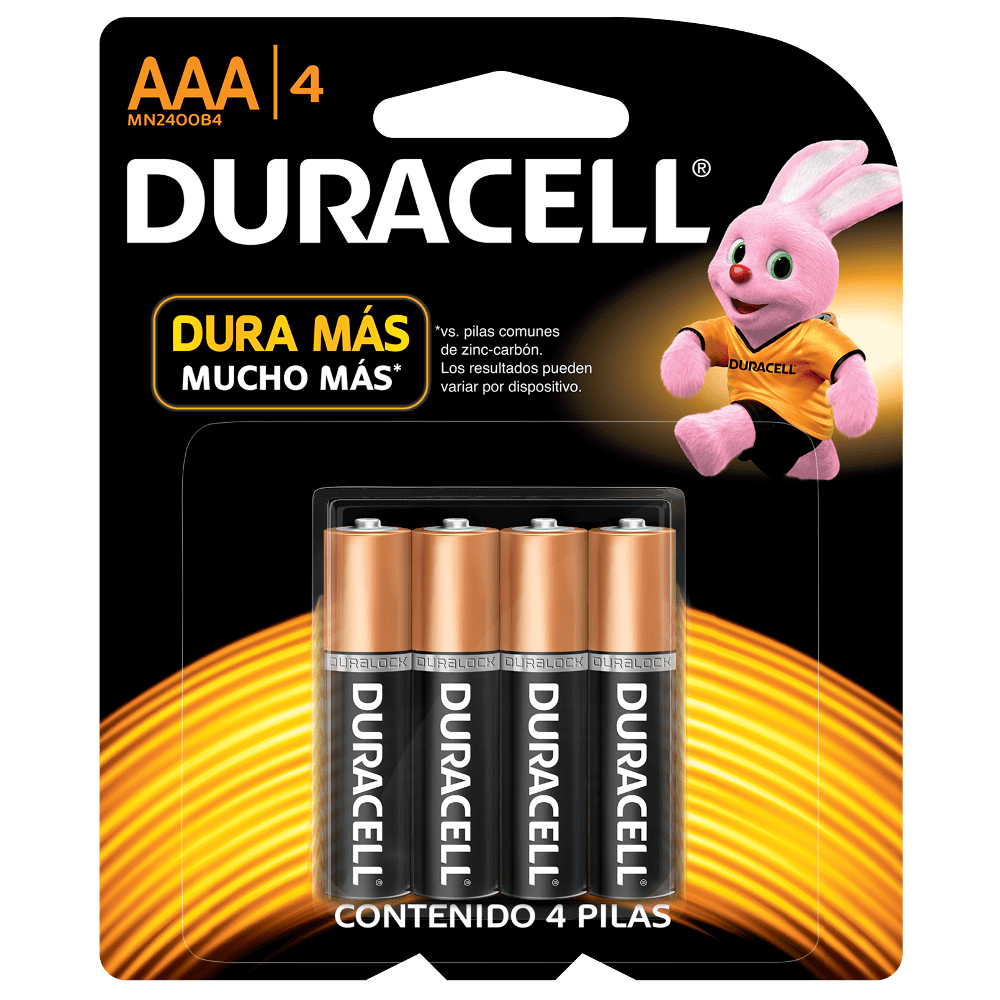 AAA | 4
MN2400B4
DURACELL®
DURA MÁS
MUCHO MÁS*
*vs. pilas comunes
de zinc-carbón.
Los resultados pueden
variar por dispositivo.
DURACELL
DURALOCK DURALOCK DURALOCK DURALOCK
DURACELL®
DURACELL®
DURACELL®
DURACELL®
CONTENIDO 4 PILAS